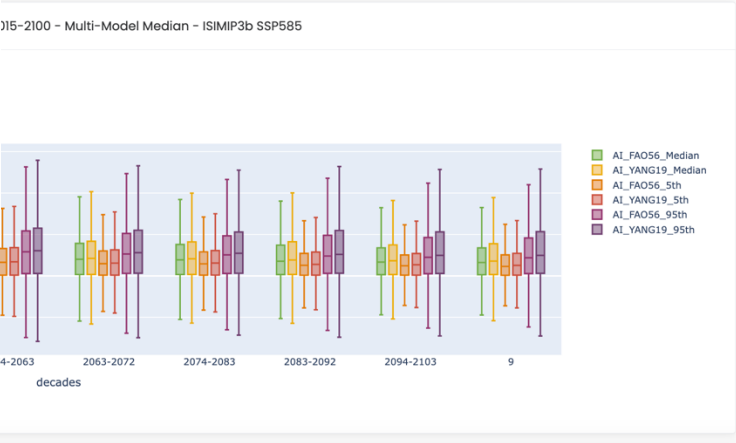 15-2100 - Multi-Model Median - ISIMIP3b SSP585
AI_FAO56_Median
AI_YANG19_Median
AI_FAO56_5th
AI_YANG19_5th
AI_FAO56_95th
AI_YANG19_95th
4-2063 2063-2072 2074-2083 2083-2092 2094-2103 9
decades